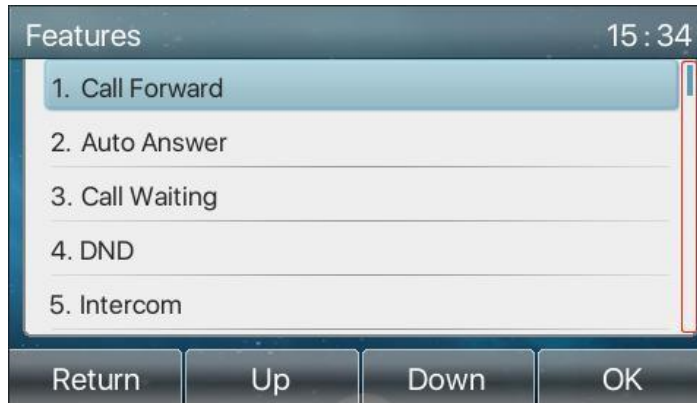 Features 15:34
1. Call Forward
2. Auto Answer
3. Call Waiting
4. DND
5. Intercom
Return Up Down OK